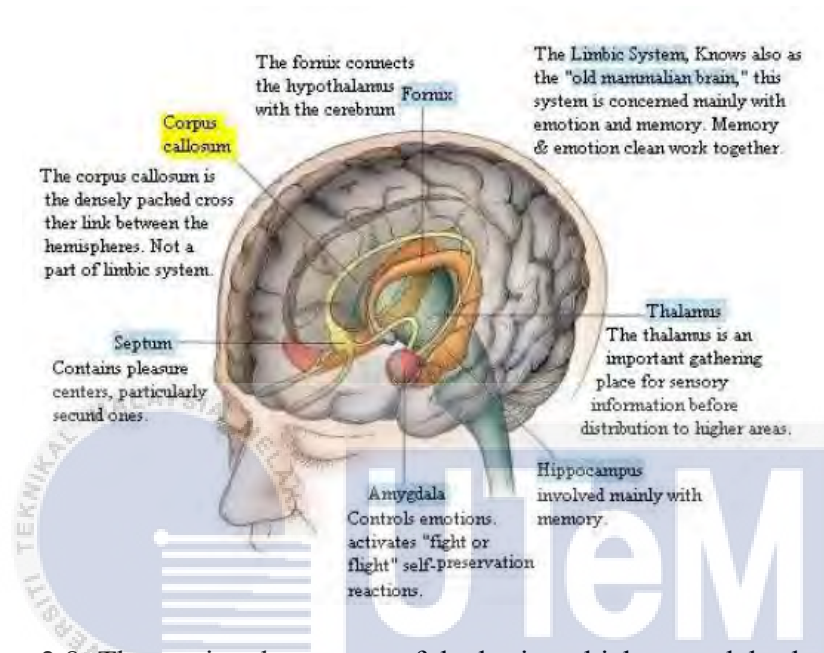 The fornix connects
the hypothalamus
with the cerebrum
Fornix
The Limbic System, Knows also as
the "old mammalian brain," this
system is concerned mainly with
emotion and memory. Memory
& emotion clean work together.
Corpus
callosum
The corpus callosum is
the densely pached cross
ther link between the
hemispheres. Not a
part of limbic system.
Septum
Contains pleasure
centers, particularly
secund ones.
Thalamus
The thalamus is an
important gathering
place for sensory
information before
distribution to higher areas.
Hippocampus
involved mainly with
memory.
Amygdala
Controls emotions.
activates "fight or
flight" self-preservation
reactions.
TEKNIKAL
UTeM